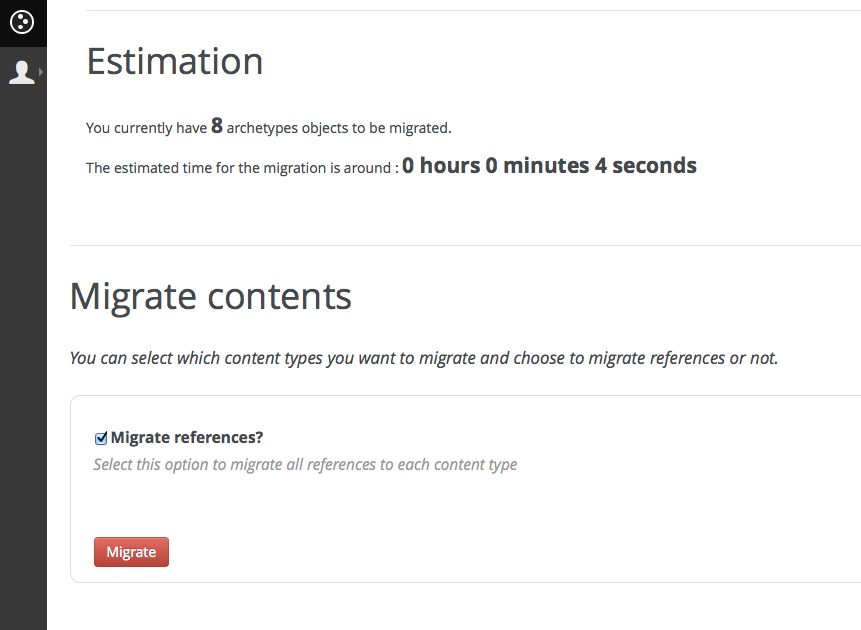 Estimation
You currently have 8 archetypes objects to be migrated.
The estimated time for the migration is around : 0 hours 0 minutes 4 seconds
Migrate contents
You can select which content types you want to migrate and choose to migrate references or not.
Migrate references?
Select this option to migrate all references to each content type
Migrate